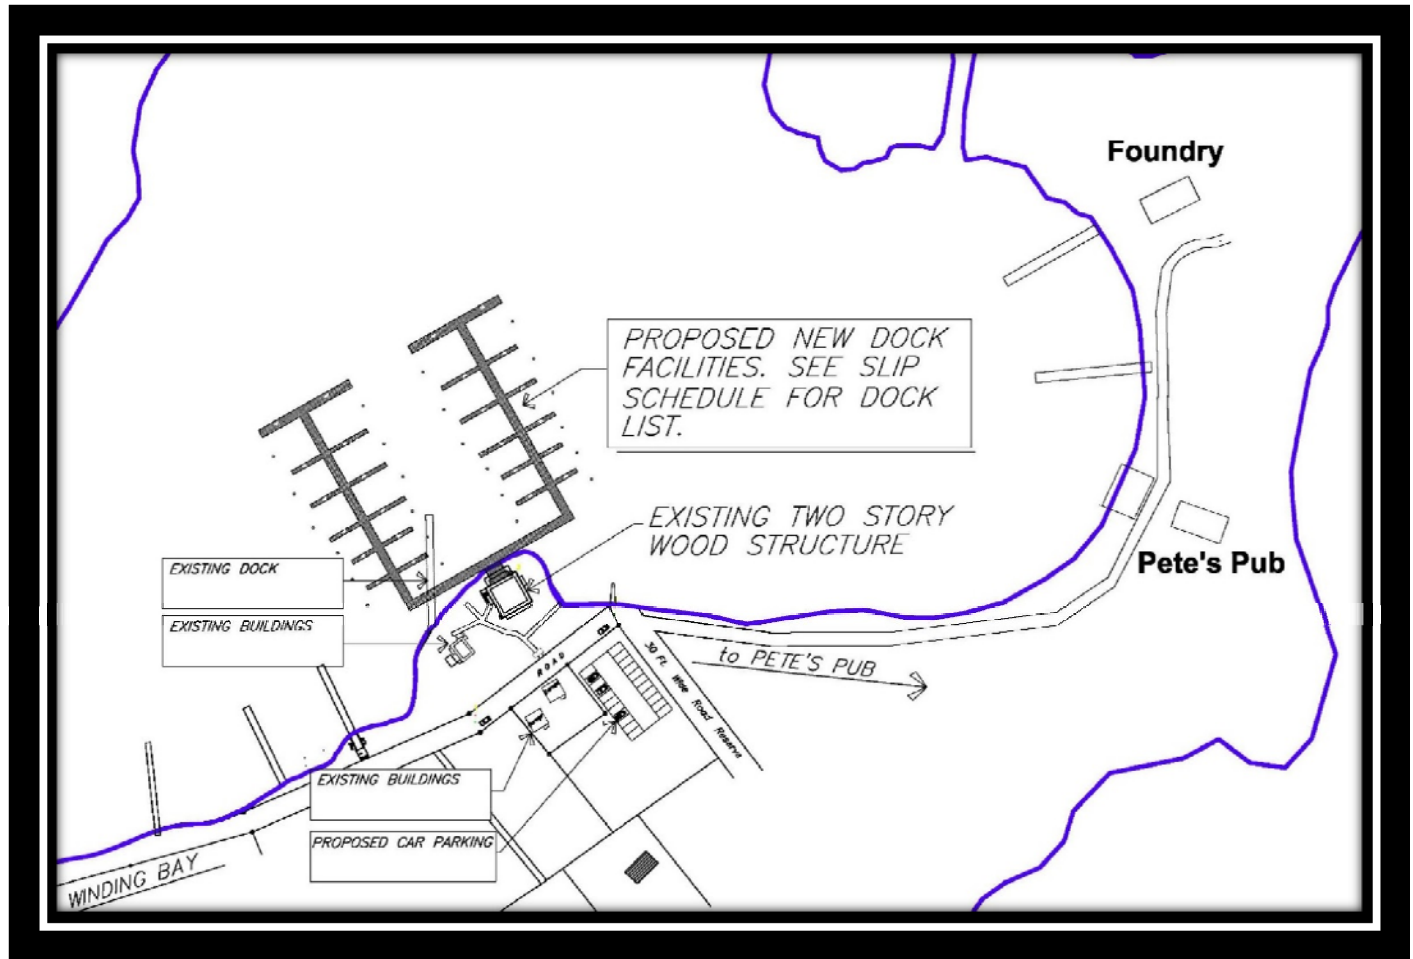 Foundry
PROPOSED NEW DOCK
FACILITIES. SEE SLIP
SCHEDULE FOR DOCK
LIST.
EXISTING TWO STORY
WOOD STRUCTURE
Pete's Pub
EXISTING DOCK
EXISTING BUILDINGS
ROAD
to PETE'S PUB
30 Ft. Wide Road Reserve
EXISTING BUILDINGS
PROPOSED CAR PARKING
WINDING BAY